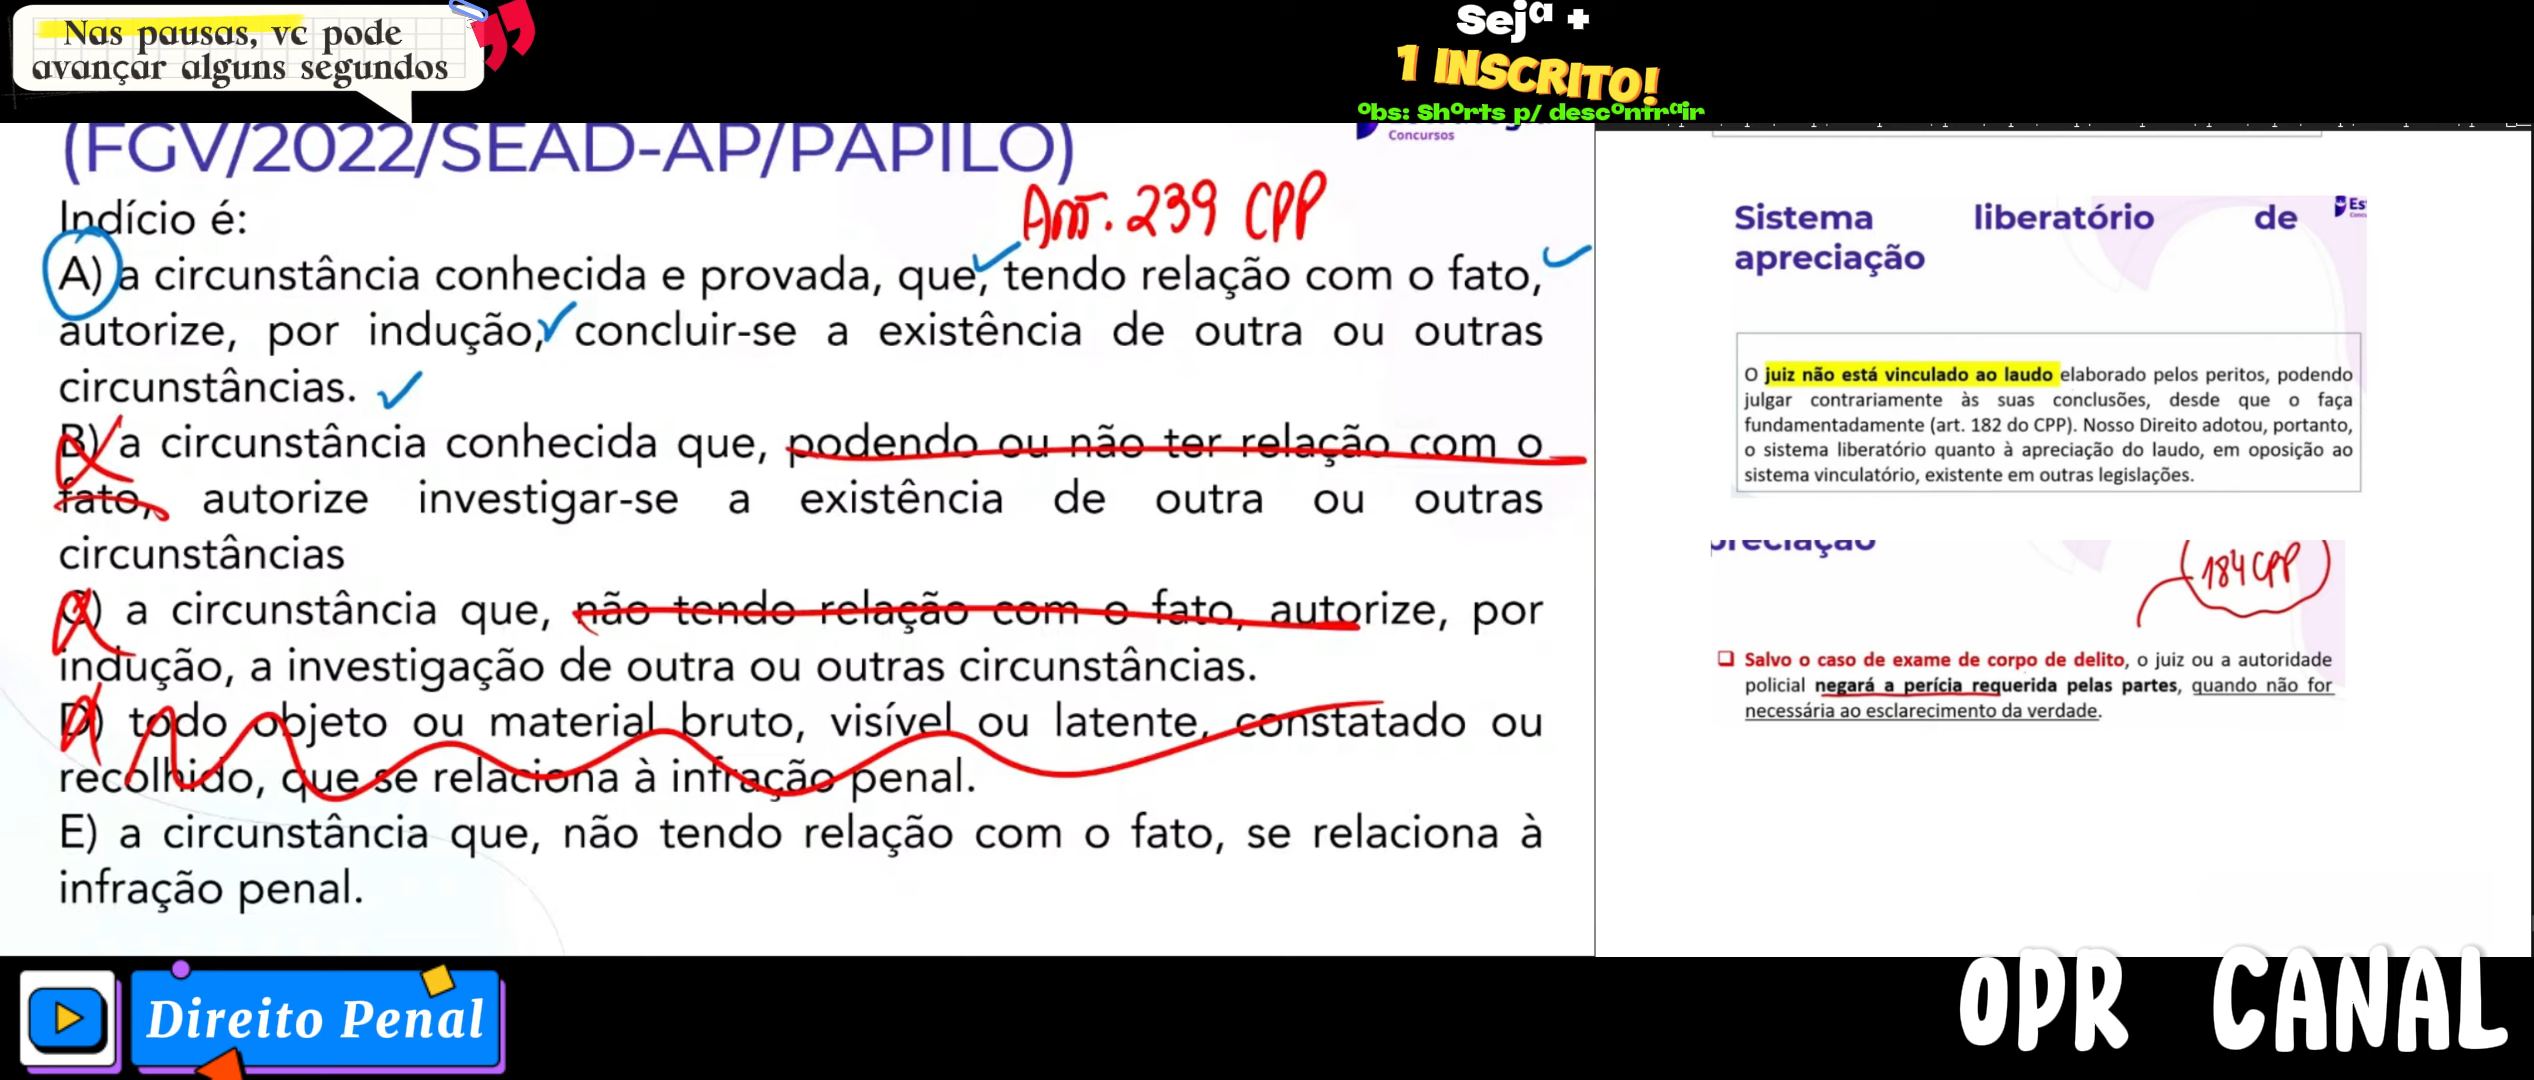 Nas pausas, vc pode
avançar alguns segundos
Seja +
1 INSCRITO!
Obs: Shorts p/ descontrair
(FGV/2022/SEAD-AP/PAPILO)
Concursos
Art. 239 CPP
Indício é:
A) a circunstância conhecida e provada, que, tendo relação com o fato,
autorize, por indução, concluir-se a existência de outra ou outras
circunstâncias.
B) a circunstância conhecida que, podendo ou não ter relação com o
fato, autorize investigar-se a existência de outra ou outras
circunstâncias
C) a circunstância que, não tendo relação com o fato, autorize, por
indução, a investigação de outra ou outras circunstâncias.
D) todo objeto ou material bruto, visível ou latente, constatado ou
recolhido, que se relaciona à infração penal.
E) a circunstância que, não tendo relação com o fato, se relaciona à
infração penal.
Sistema liberatório de
apreciação
Es
O juiz não está vinculado ao laudo elaborado pelos peritos, podendo
julgar contrariamente às suas conclusões, desde que o faça
fundamentadamente (art. 182 do CPP). Nosso Direito adotou, portanto,
o sistema liberatório quanto à apreciação do laudo, em oposição ao
sistema vinculatório, existente em outras legislações.
preciação
184 CPP
Salvo o caso de exame de corpo de delito, o juiz ou a autoridade
policial negará a perícia requerida pelas partes, quando não for
necessária ao esclarecimento da verdade.
Direito Penal
OPR CANAL